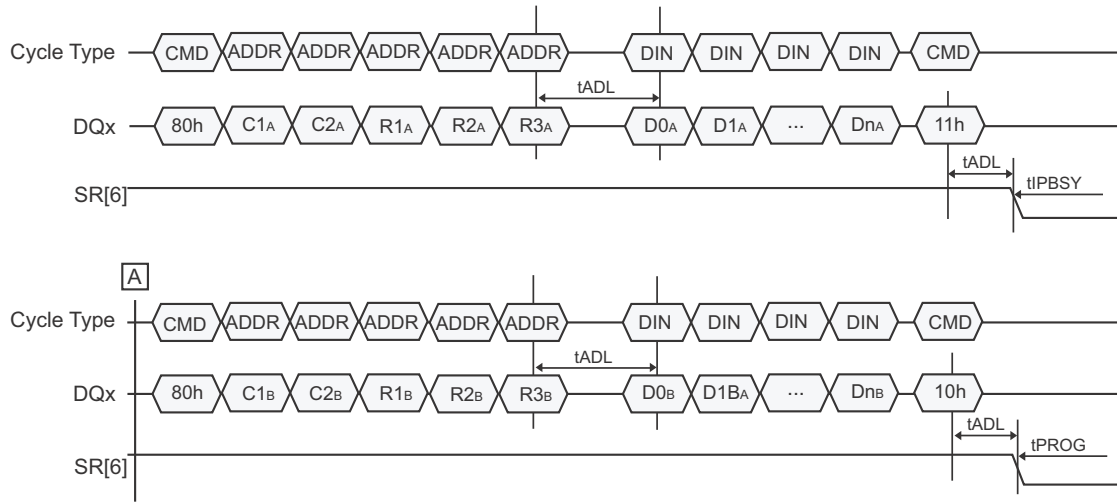 Cycle Type CMD ADDR ADDR ADDR ADDR ADDR DIN DIN DIN DIN CMD
tADL
DQx 80h C1A C2A R1A R2A R3A D0A D1A ... DnA 11h
tADL
SR[6] tIPBSY
A
Cycle Type CMD ADDR ADDR ADDR ADDR ADDR DIN DIN DIN DIN CMD
tADL
DQx 80h C1B C2B R1B R2B R3B D0B D1BA ... DnB 10h
tADL
SR[6] tPROG